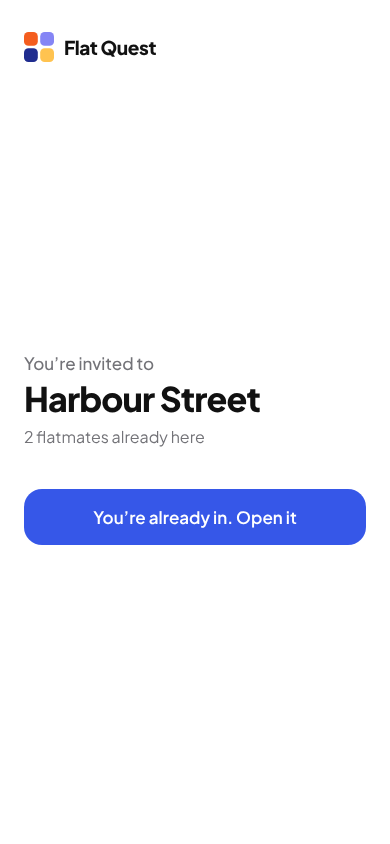 Flat Quest
You’re invited to
Harbour Street
2 flatmates already here
You’re already in. Open it